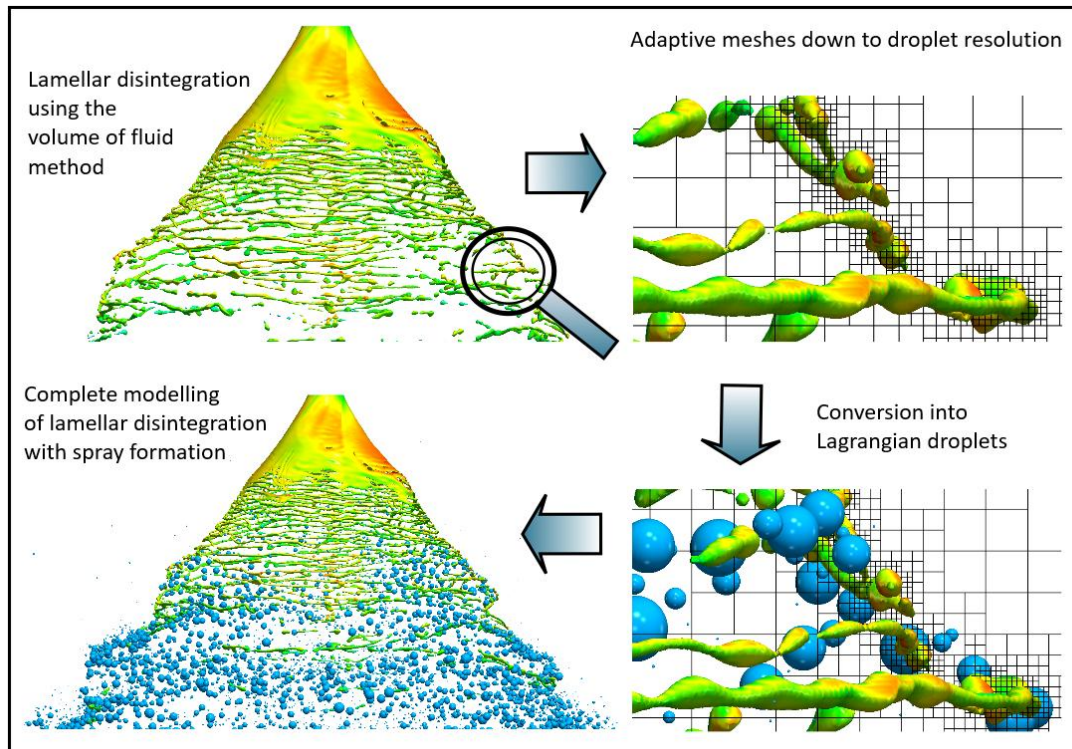 Lamellar disintegration
using the
volume of fluid
method
Adaptive meshes down to droplet resolution
Conversion into
Lagrangian droplets
Complete modelling
of lamellar disintegration
with spray formation